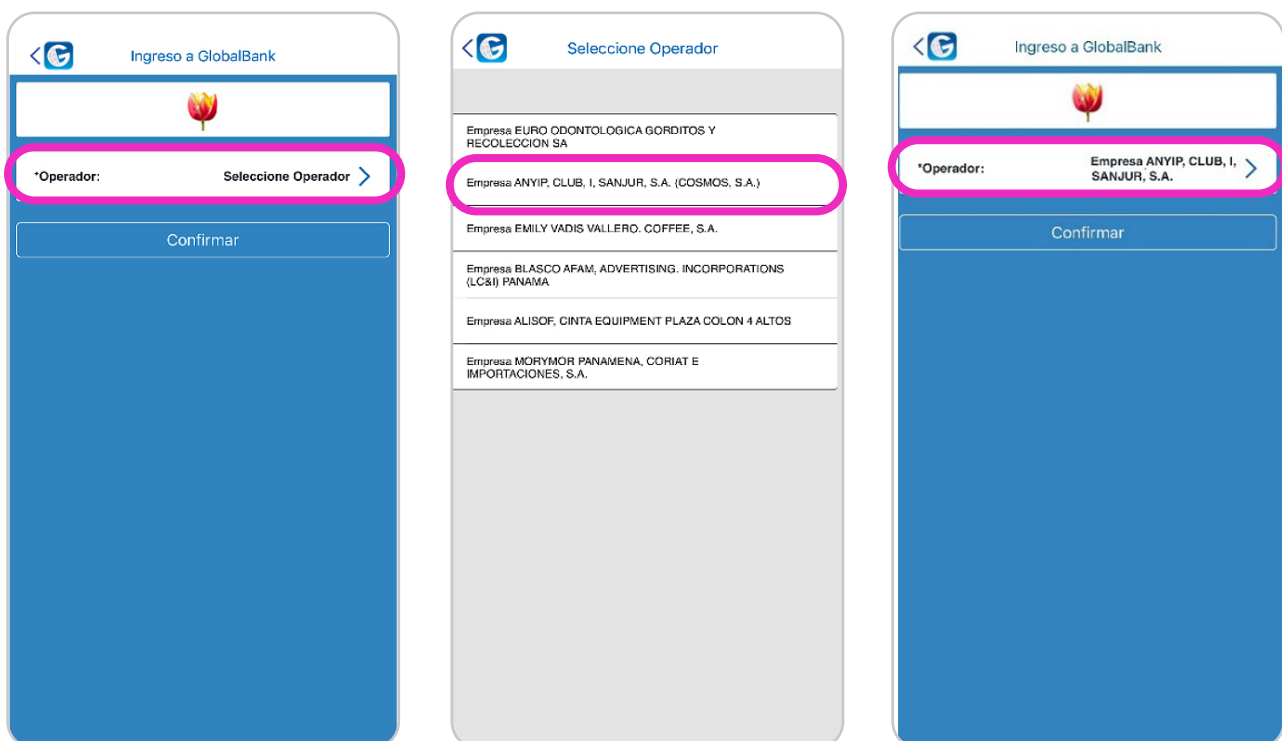 Ingreso a GlobalBank
*Operador:
Seleccione Operador
Confirmar
Seleccione Operador
Empresa EURO ODONTOLOGICA GORDITOS Y
RECOLECCION SA
Empresa ANYIP, CLUB, I, SANJUR, S.A. (COSMOS, S.A.)
Empresa EMILY VADIS VALLERO. COFFEE, S.A.
Empresa BLASCO AFAM, ADVERTISING. INCORPORATIONS
(LC&I) PANAMA
Empresa ALISOF, CINTA EQUIPMENT PLAZA COLON 4 ALTOS
Empresa MORYMOR PANAMENA, CORIAT E
IMPORTACIONES, S.A.
Ingreso a GlobalBank
*Operador:
Empresa ANYIP, CLUB, I,
SANJUR, S.A.
Confirmar